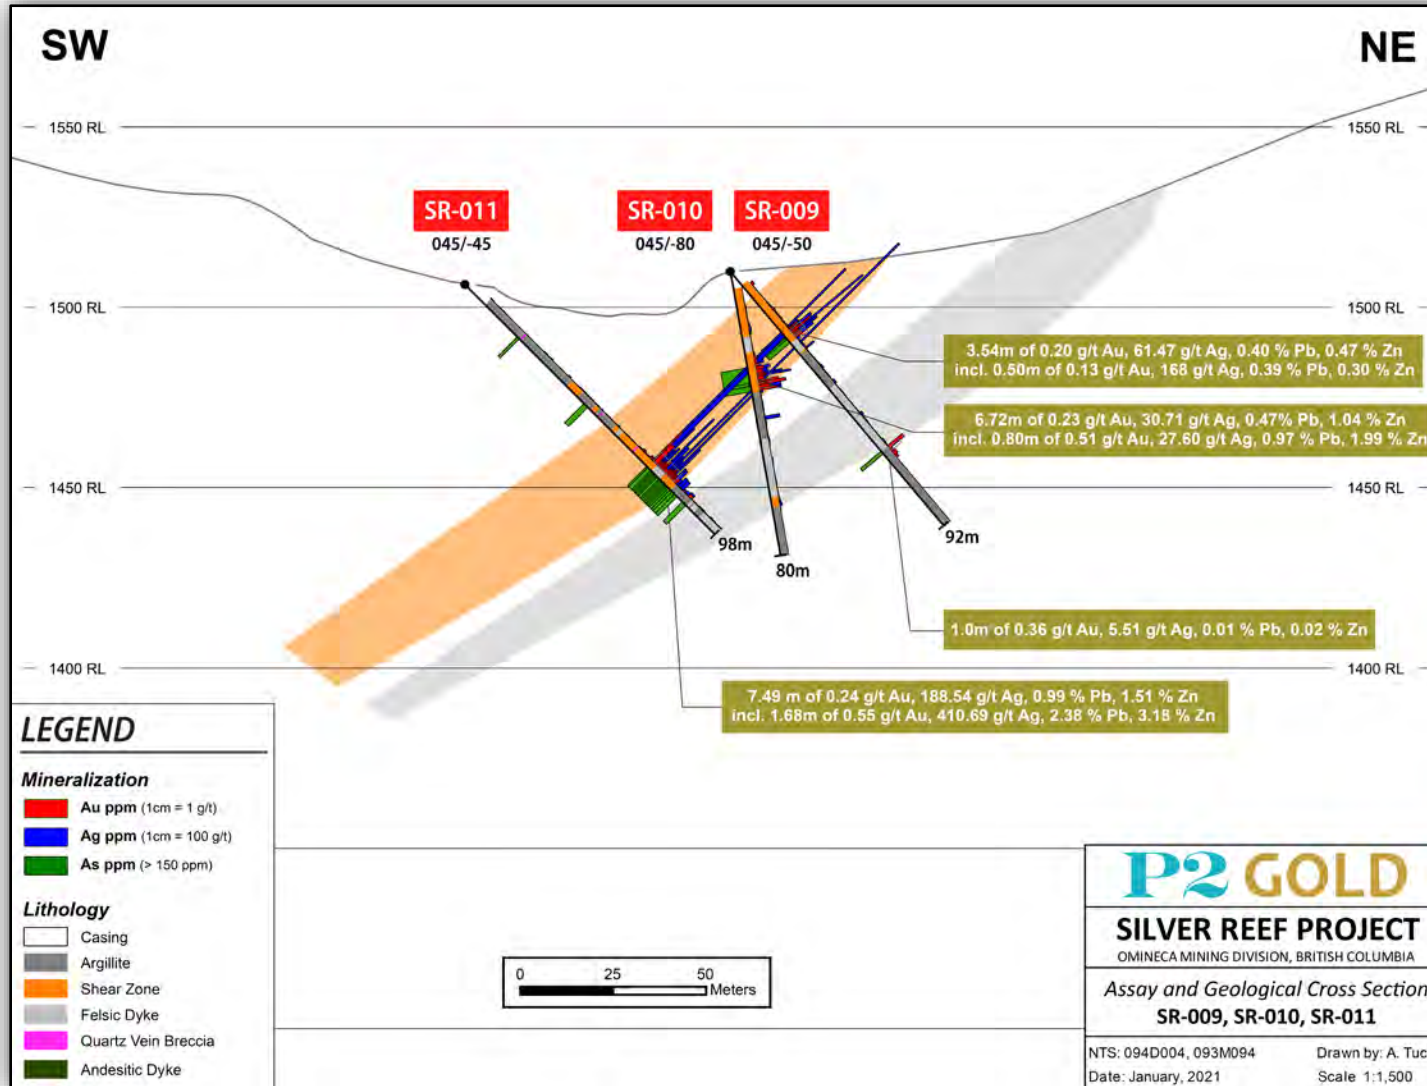 SW
NE
1550 RL
1550 RL
SR-011
SR-010
SR-009
045/-45
045/-80
045/-50
1500 RL
1500 RL
3.54m of 0.20 g/t Au, 61.47 g/t Ag, 0.40 % Pb, 0.47 % Zn
incl. 0.50m of 0.13 g/t Au, 168 g/t Ag, 0.39 % Pb, 0.30 % Zn
6.72m of 0.23 g/t Au, 30.71 g/t Ag, 0.47% Pb, 1.04 % Zn
incl. 0.80m of 0.51 g/t Au, 27.60 g/t Ag, 0.97 % Pb, 1.99 % Zn
1450 RL
1450 RL
98m
92m
80m
1.0m of 0.36 g/t Au, 5.51 g/t Ag, 0.01 % Pb, 0.02 % Zn
1400 RL
1400 RL
7.49 m of 0.24 g/t Au, 188.54 g/t Ag, 0.99 % Pb, 1.51 % Zn
incl. 1.68m of 0.55 g/t Au, 410.69 g/t Ag, 2.38 % Pb, 3.18 % Zn
LEGEND
Mineralization
Au ppm (1cm = 1 g/t)
Ag ppm (1cm = 100 g/t)
As ppm (> 150 ppm)
Lithology
Casing
Argillite
Shear Zone
Felsic Dyke
Quartz Vein Breccia
Andesitic Dyke
0 25 50
Meters
P2 GOLD
SILVER REEF PROJECT
OMINECA MINING DIVISION, BRITISH COLUMBIA
Assay and Geological Cross Section
SR-009, SR-010, SR-011
NTS: 094D004, 093M094
Drawn by: A. Tuc
Date: January, 2021
Scale 1:1,500